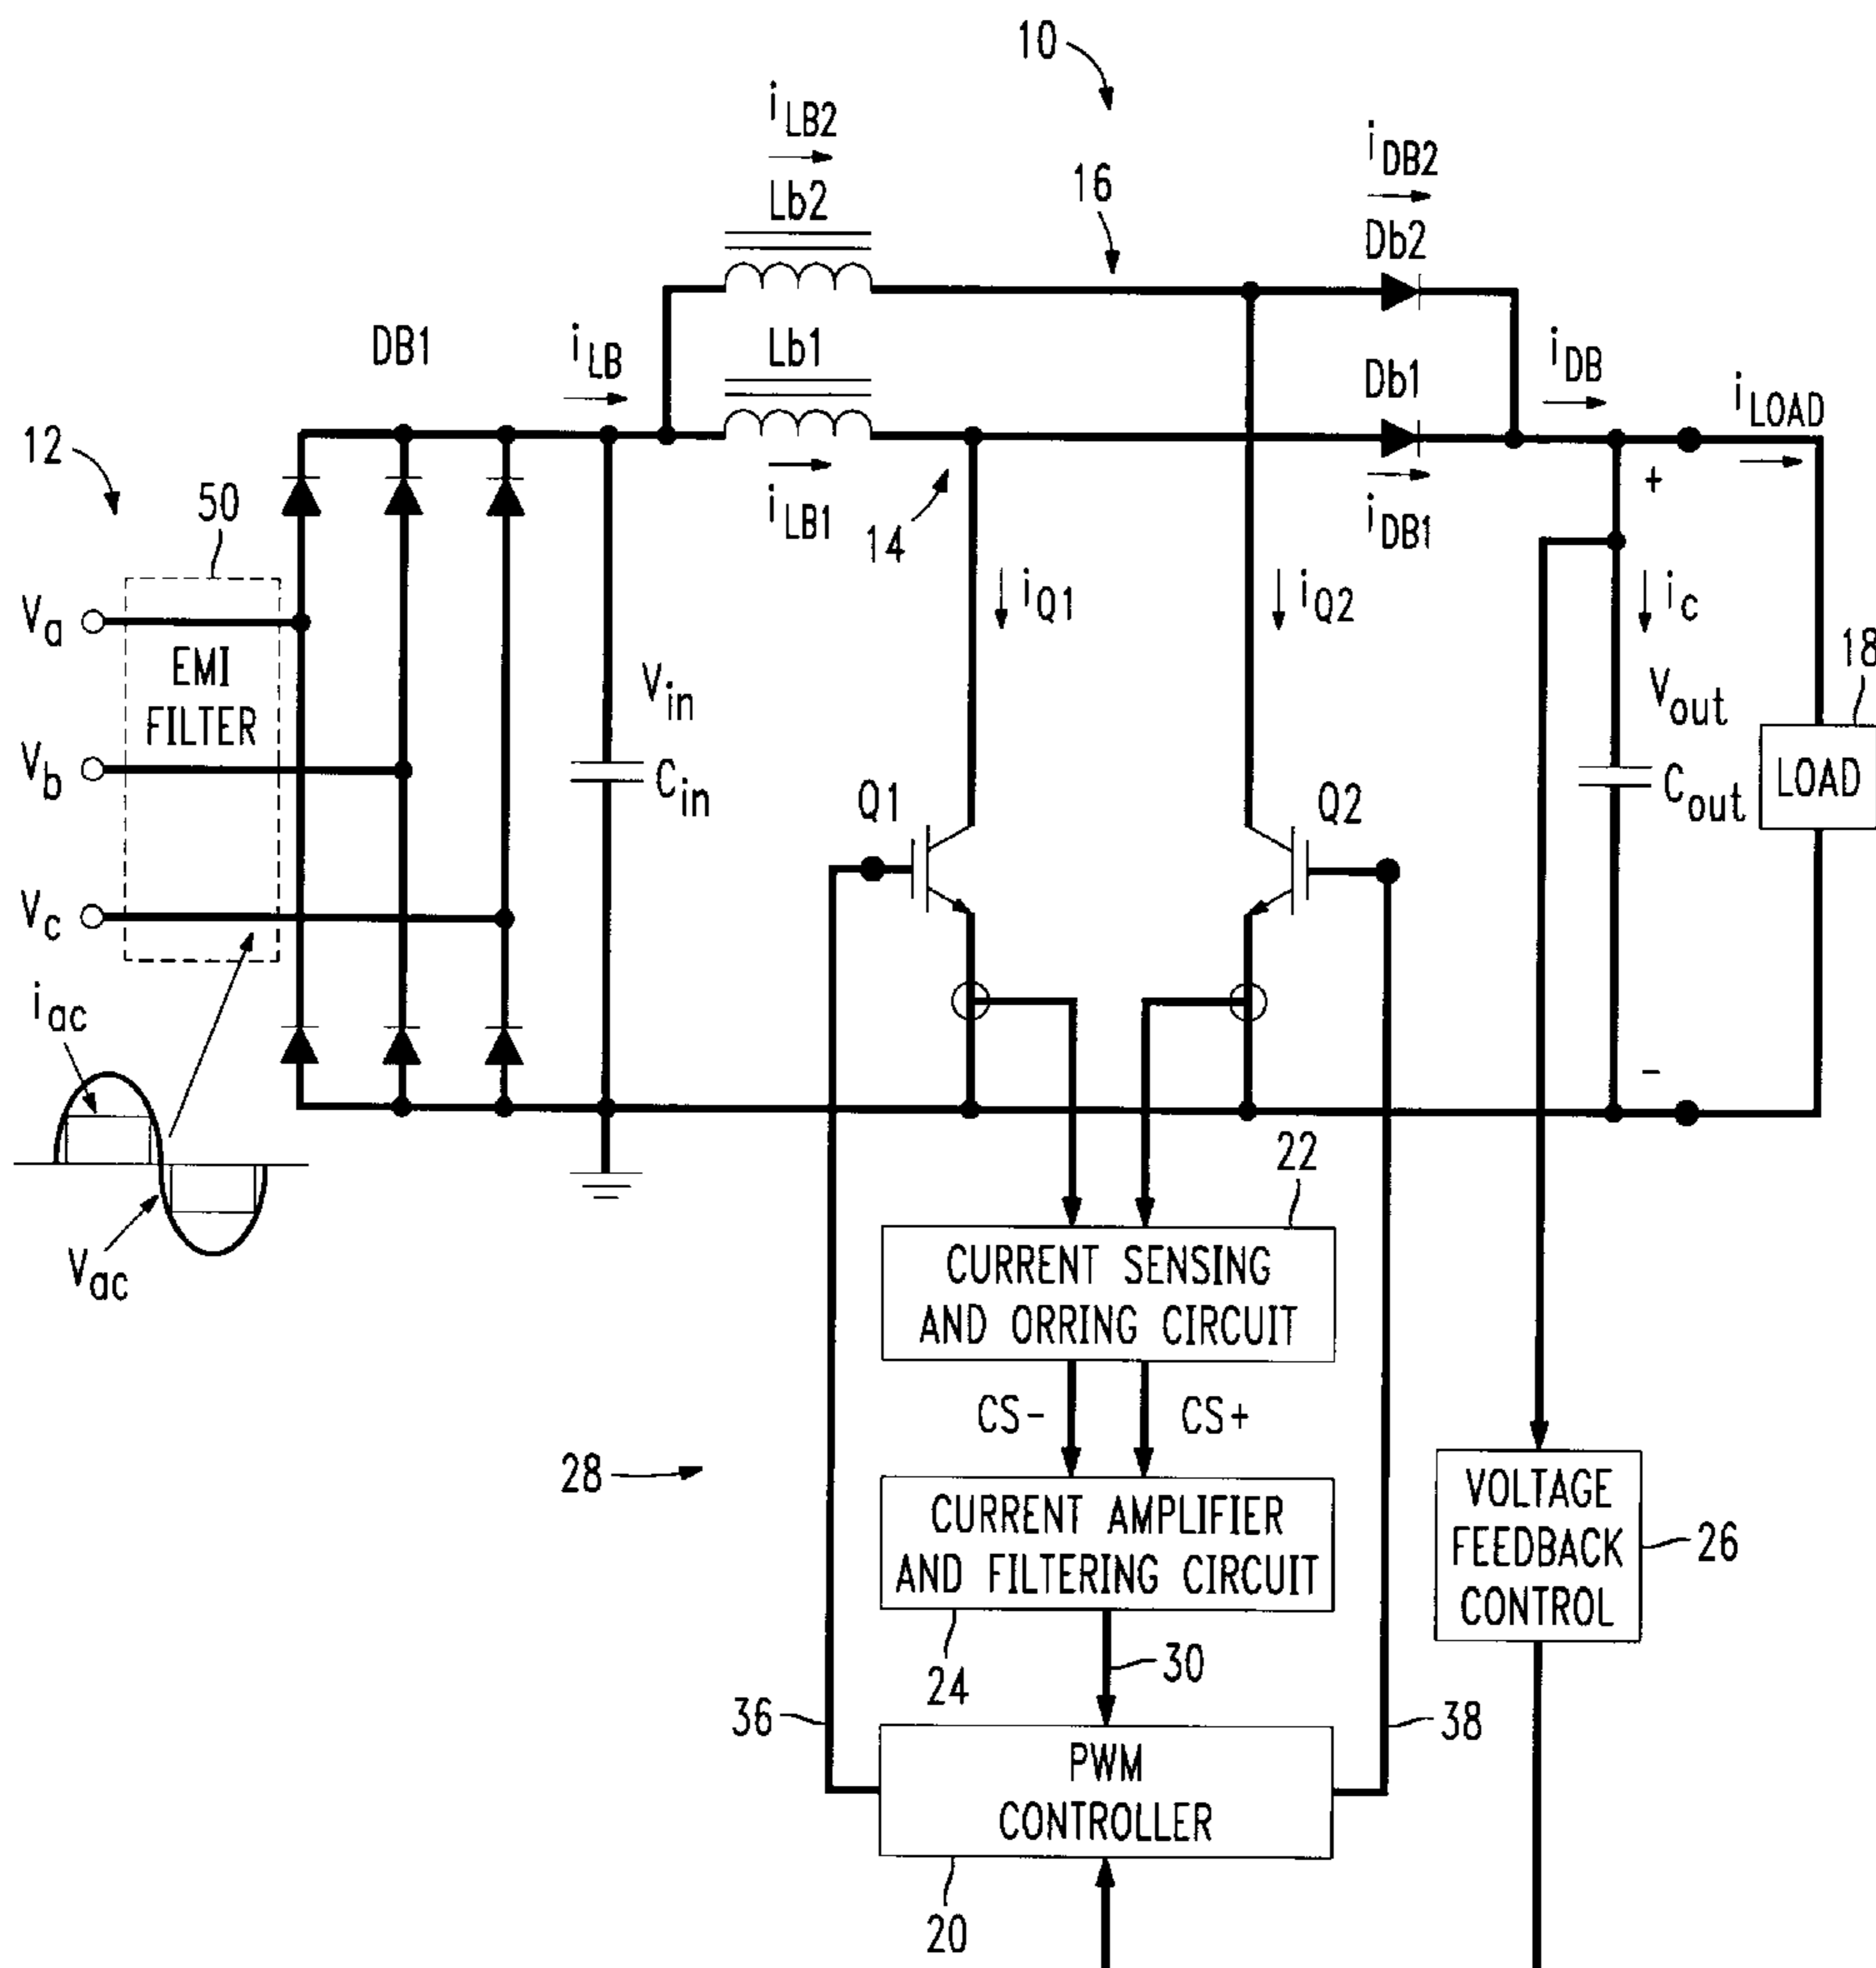 10
iLB2
iDB2
Lb2
16
Db2
DB1
iLB
Lb1
Db1
iDB
iLOAD
12
50
iLB1
14
iDB1
+
Va
EMI
FILTER
Vin
iQ1
iQ2
ic
18
Vout
Vb
Cin
Q1
Q2
Cout
LOAD
Vc
iac
-
Vac
22
CURRENT SENSING
AND ORRING CIRCUIT
CS-
CS+
28
CURRENT AMPLIFIER
AND FILTERING CIRCUIT
VOLTAGE
FEEDBACK
CONTROL
26
24
30
36
38
PWM
CONTROLLER
20